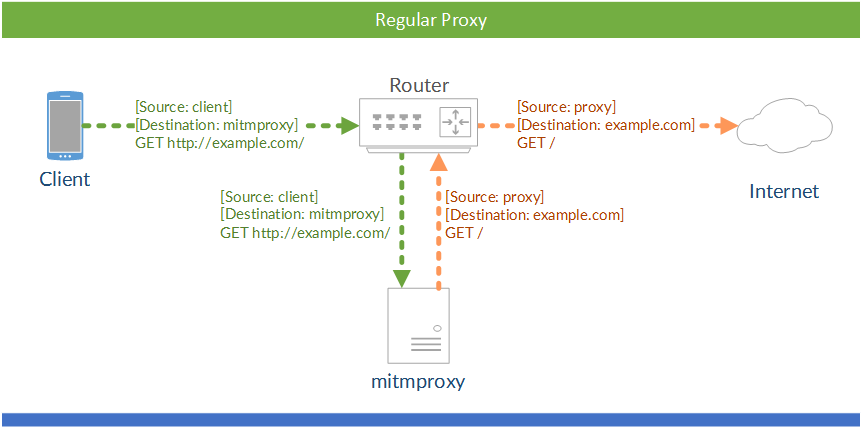 Regular Proxy
Router
[Source: client]
[Destination: mitmproxy]
GET http://example.com/
[Source: proxy]
[Destination: example.com]
GET /
Client
Internet
[Source: client]
[Destination: mitmproxy]
GET http://example.com/
[Source: proxy]
[Destination: example.com]
GET /
mitmproxy